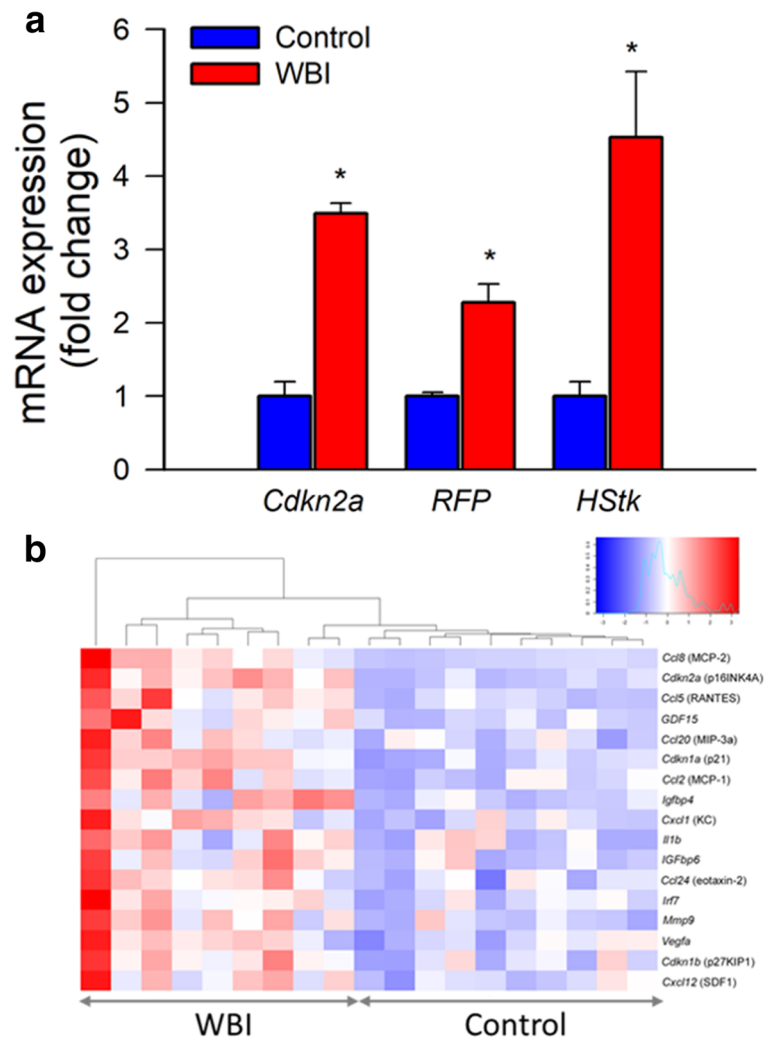 a
mRNA expression
(fold change)
6
5
4
3
2
1
0
Control
WBI
*
*
*
Cdkn2a
RFP
HStk
b
Ccl8 (MCP-2)
Cdkn2a (p16INK4A)
Ccl5 (RANTES)
GDF15
Ccl20 (MIP-3a)
Cdkn1a (p21)
Ccl2 (MCP-1)
Igfbp4
Cxcl1 (KC)
Il1b
IGFbp6
Ccl24 (eotaxin-2)
Irf7
Mmp9
Vegfa
Cdkn1b (p27KIP1)
Cxcl12 (SDF1)
WBI
Control